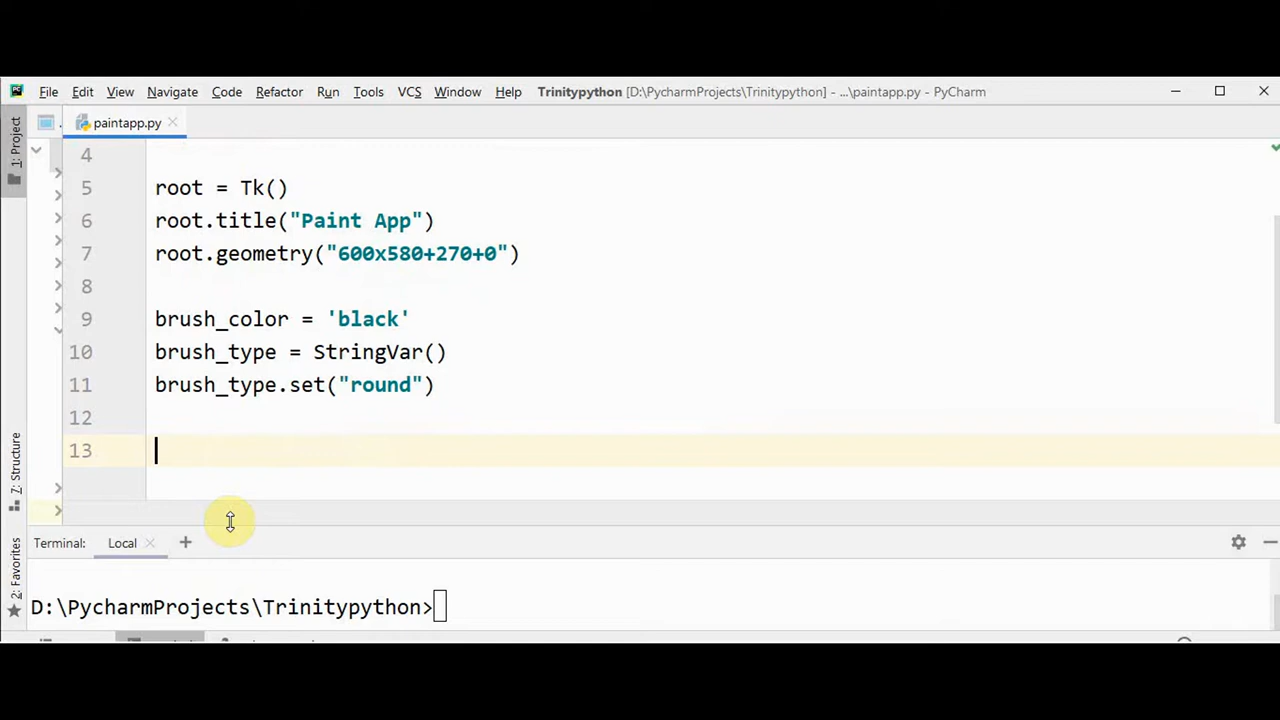 File Edit View Navigate Code Refactor Run Tools VCS Window Help Trinitypython [D:\PycharmProjects\Trinitypython] - ...\paintapp.py - PyCharm
1: Project
. paintapp.py
4
5 root = Tk()
6 root.title("Paint App")
7 root.geometry("600x580+270+0")
8
9 brush_color = 'black'
10 brush_type = StringVar()
11 brush_type.set("round")
12
13
7: Structure
2: Favorites
Terminal: Local +
D:\PycharmProjects\Trinitypython>